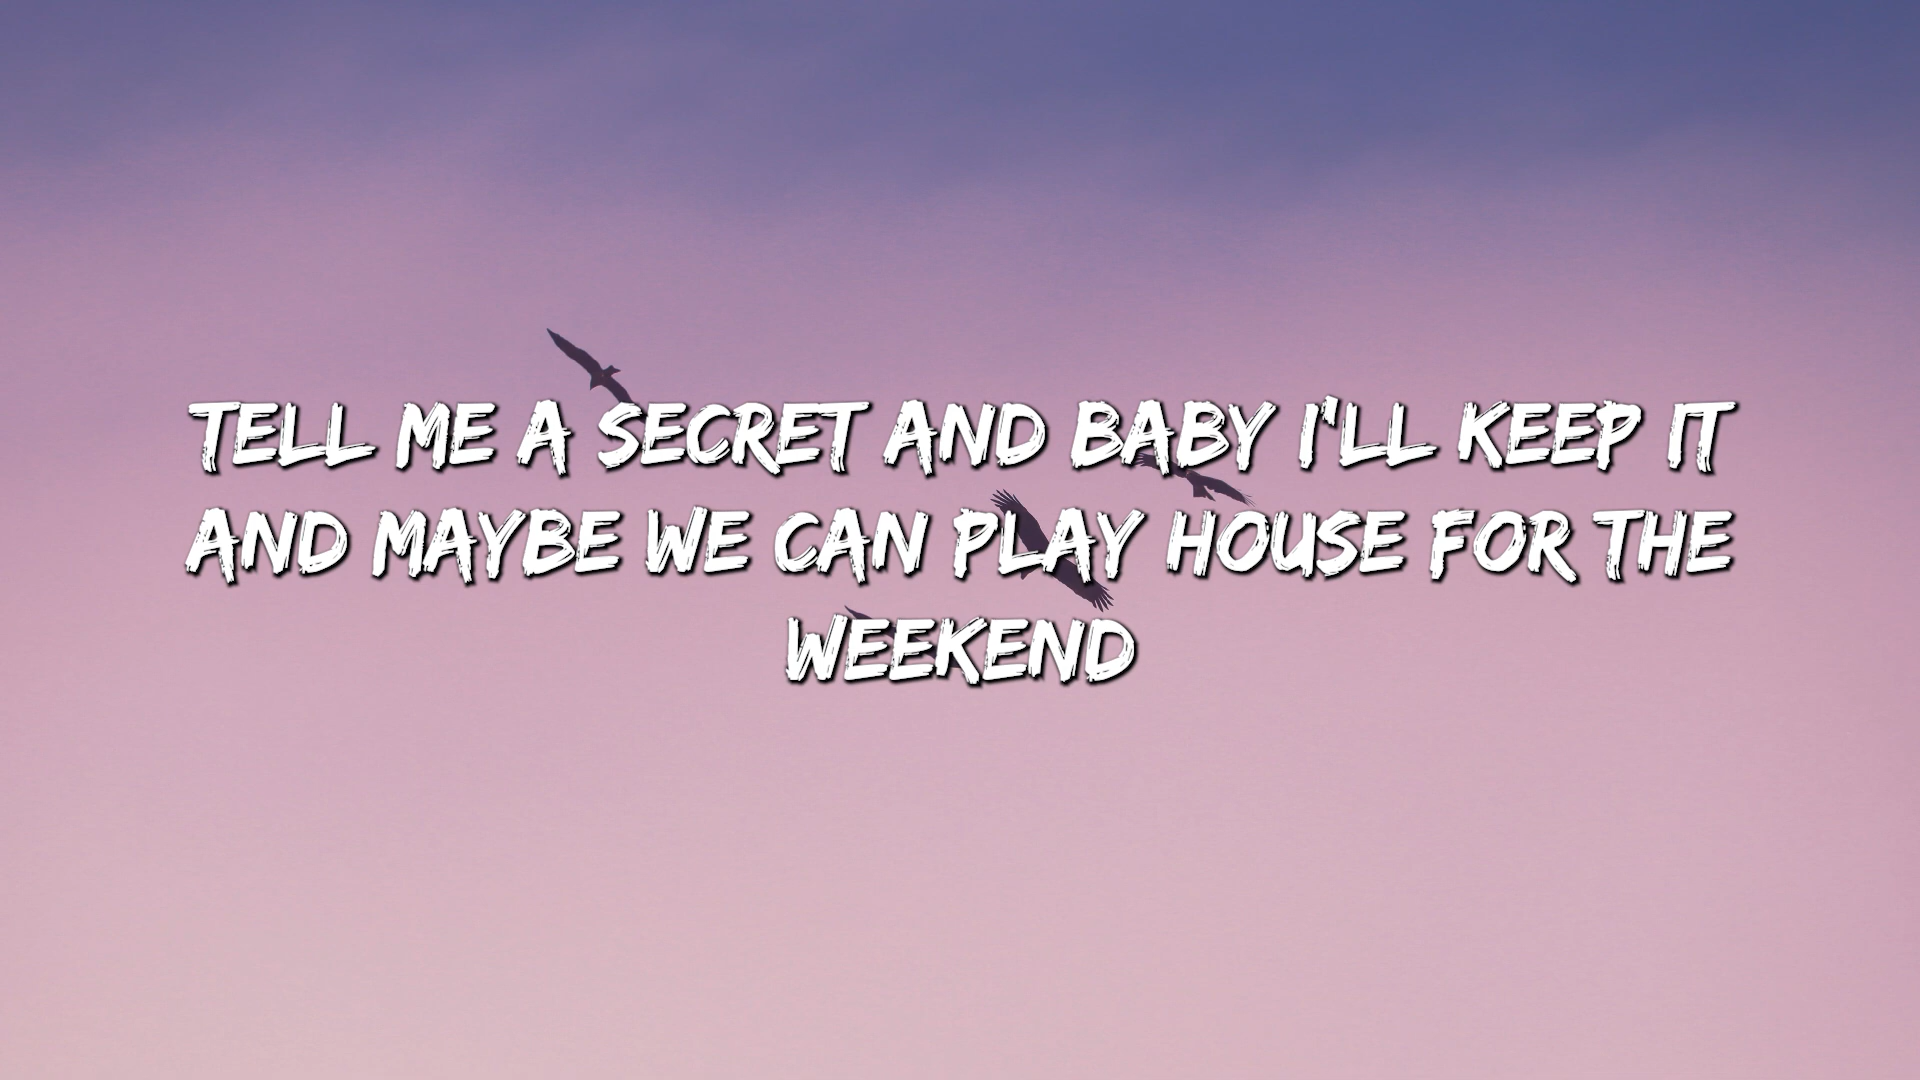 TELL ME A SECRET AND BABY I'LL KEEP IT
AND MAYBE WE CAN PLAY HOUSE FOR THE
WEEKEND